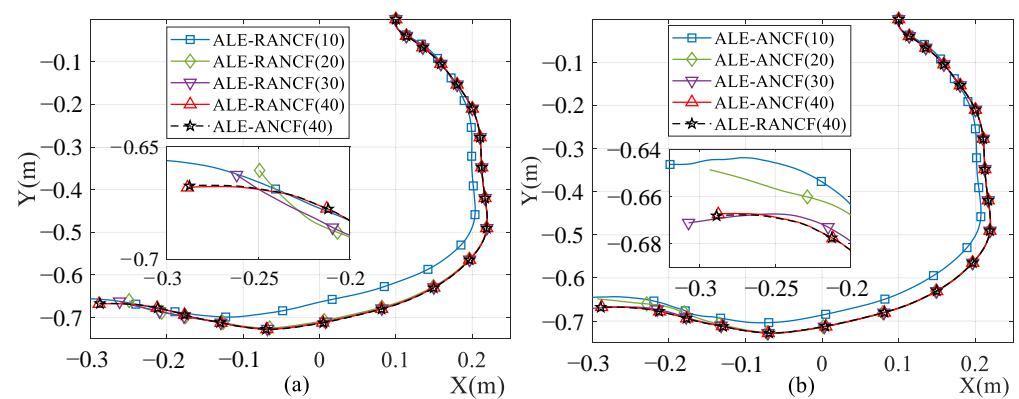 ALE-RANCF(10)
ALE-RANCF(20)
ALE-RANCF(30)
ALE-RANCF(40)
ALE-ANCF(40)
−0.1
−0.2
−0.3
−0.4
−0.5
−0.6
−0.7
Y(m)
−0.65
−0.7
−0.3
−0.25
−0.2
−0.3
−0.2
−0.1
0
0.1
0.2
X(m)
(a)
ALE-ANCF(10)
ALE-ANCF(20)
ALE-ANCF(30)
ALE-ANCF(40)
ALE-RANCF(40)
−0.1
−0.2
−0.3
−0.4
−0.5
−0.6
−0.7
Y(m)
−0.64
−0.66
−0.68
−0.3
−0.25
−0.2
−0.3
−0.2
−0.1
0
0.1
0.2
X(m)
(b)